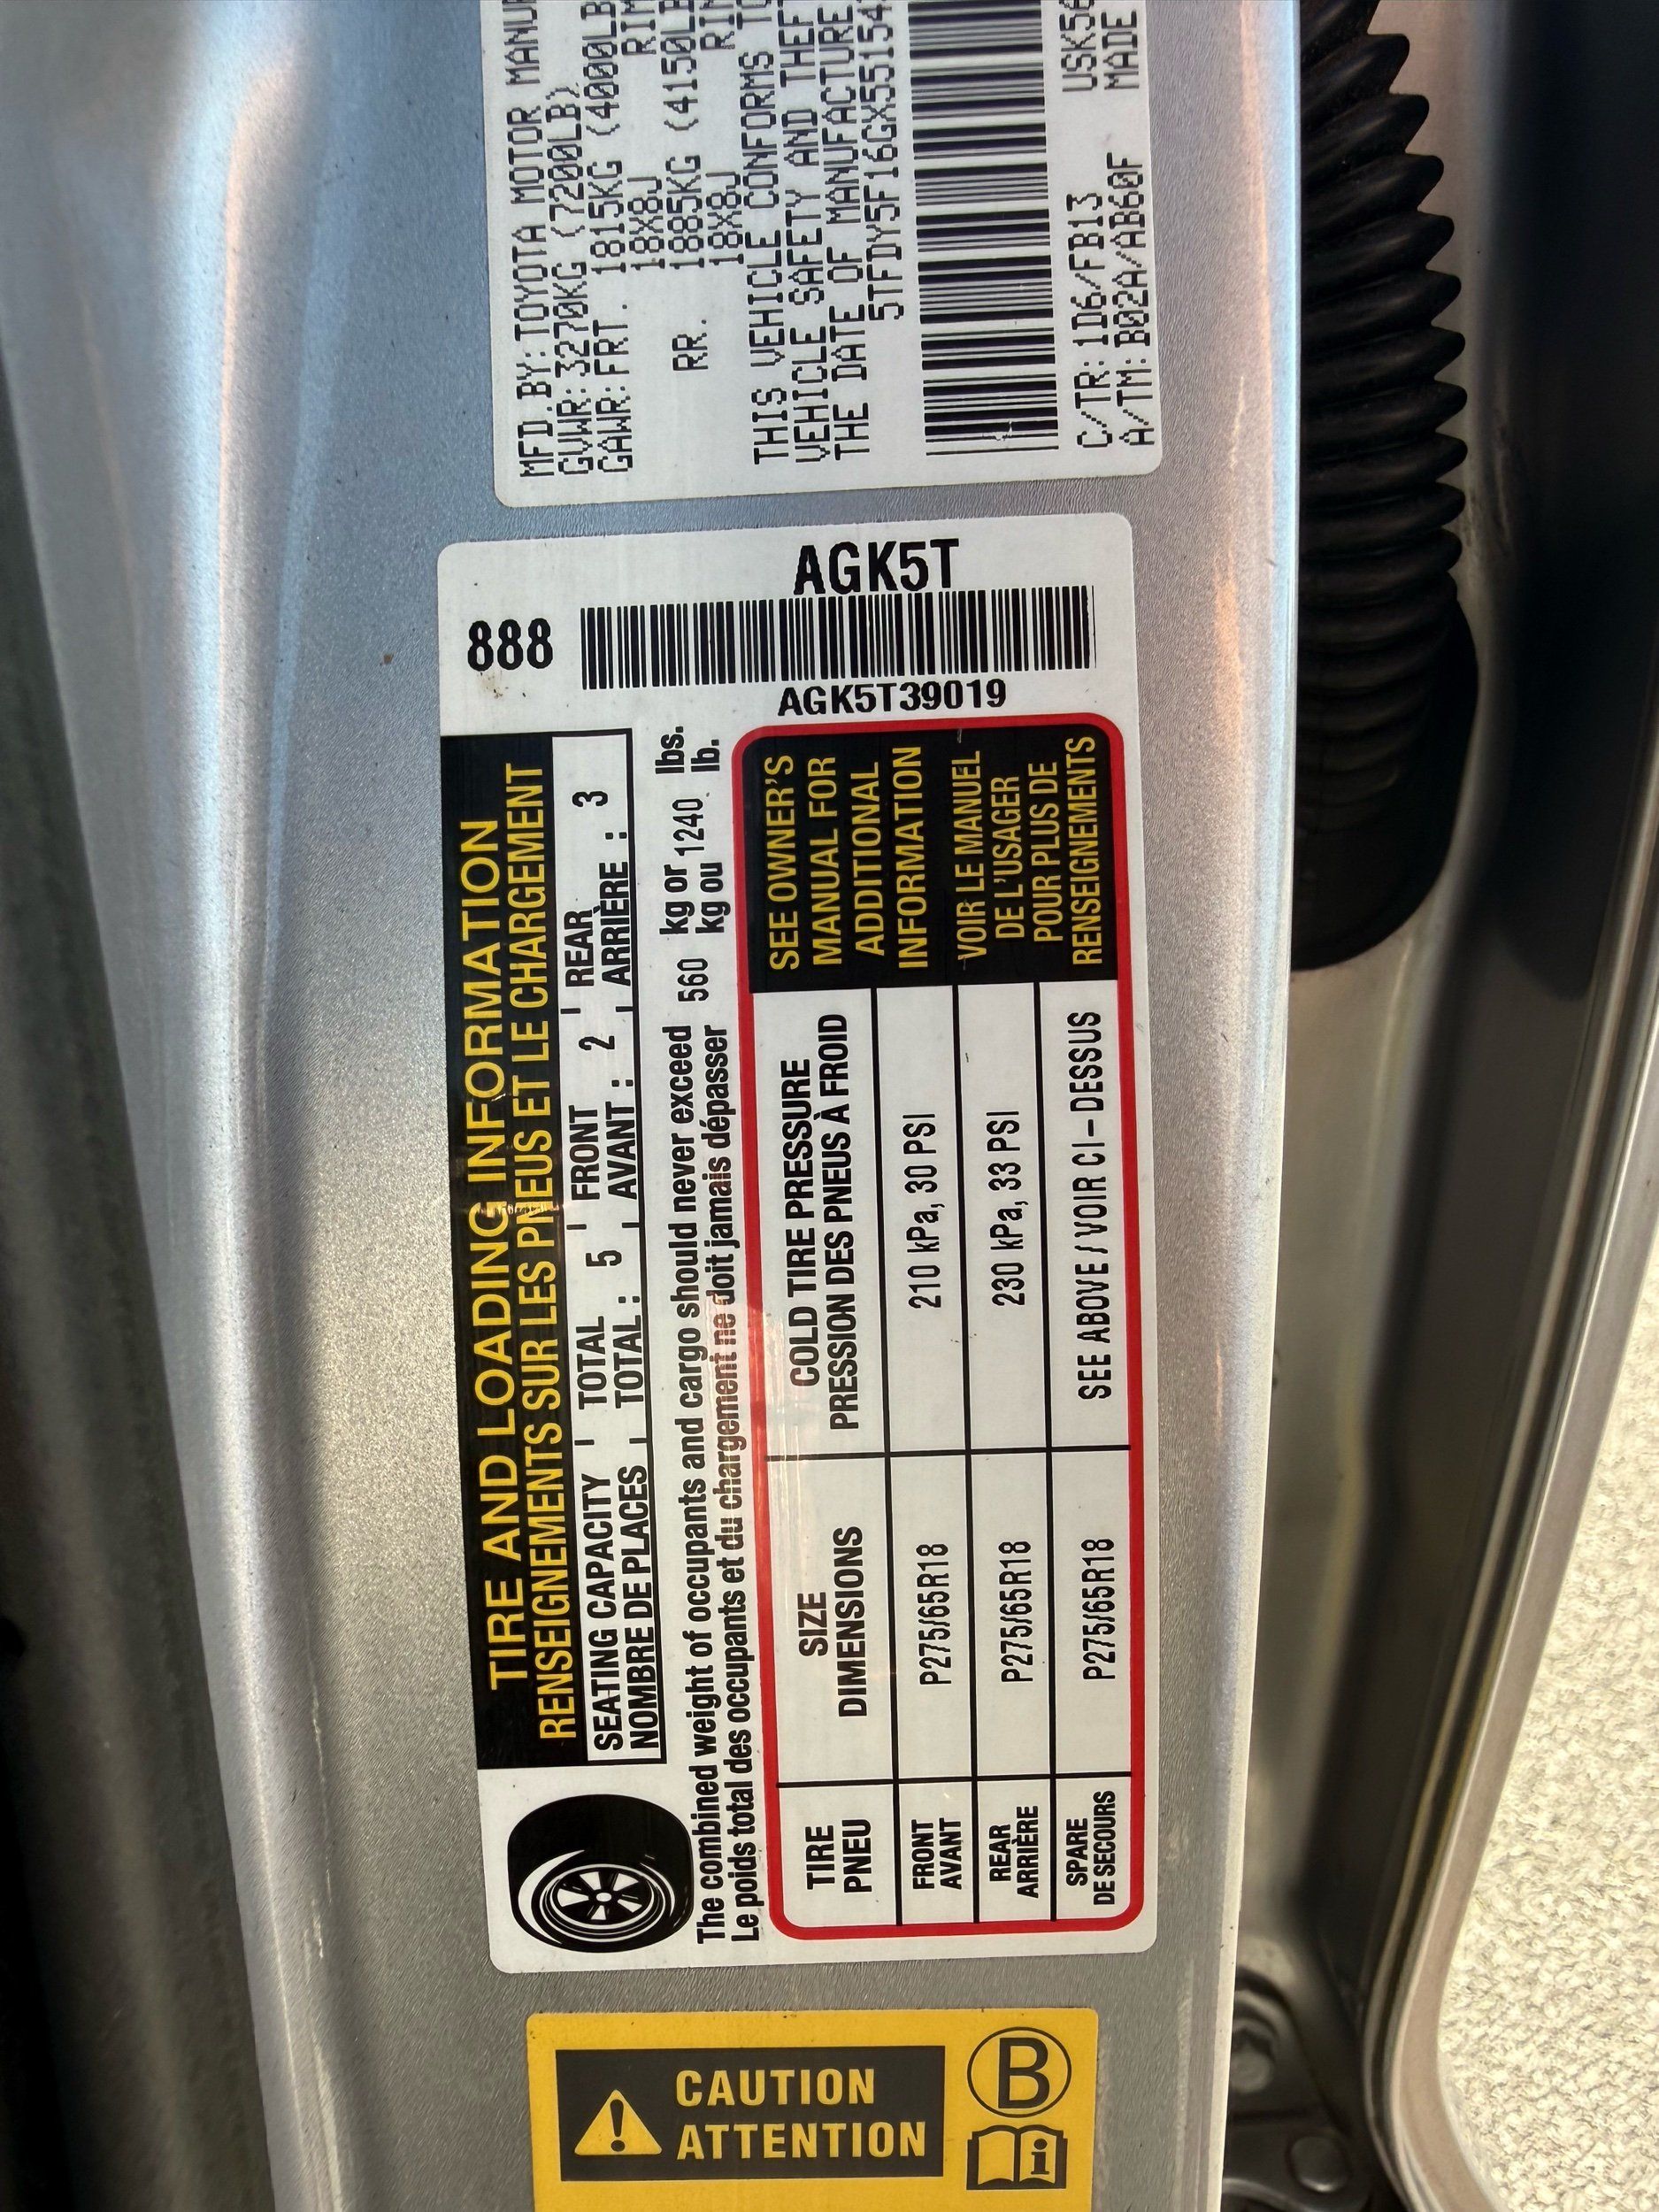 MFD.BY:TOYOTA MOTOR
GVWR:3270KG (7200LB)
GAWR:FRT. 1815KG (4000LB
18X8J RIM
RR. 1885KG (4150LB
18X8J RIM
THIS VEHICLE CONFORMS TO
VEHICLE SAFETY AND THEFT
THE DATE OF MANUFACTURE
5TFDY5F16GX55154
C/TR:1D6/FB13 USK56
A/TM:B02A/AB60F MADE
TIRE AND LOADING INFORMATION
RENSEIGNEMENTS SUR LES PNEUS ET LE CHARGEMENT
888
AGK5T
AGK5T39019
SEATING CAPACITY TOTAL FRONT REAR
NOMBRE DE PLACES TOTAL : 5 AVANT : 2 ARRIÈRE : 3
The combined weight of occupants and cargo should never exceed 560 kg or 1240 lbs.
Le poids total des occupants et du chargement ne doit jamais dépasser kg ou lb.
TIRE SIZE COLD TIRE PRESSURE
PNEU DIMENSIONS PRESSION DES PNEUS À FROID
FRONT
AVANT P275/65R18 210 kPa, 30 PSI
REAR
ARRIÈRE P275/65R18 230 kPa, 33 PSI
SPARE
DE SECOURS P275/65R18 SEE ABOVE / VOIR CI-DESSUS
SEE OWNER'S
MANUAL FOR
ADDITIONAL
INFORMATION
VOIR LE MANUEL
DE L'USAGER
POUR PLUS DE
RENSEIGNEMENTS
CAUTION
ATTENTION
B